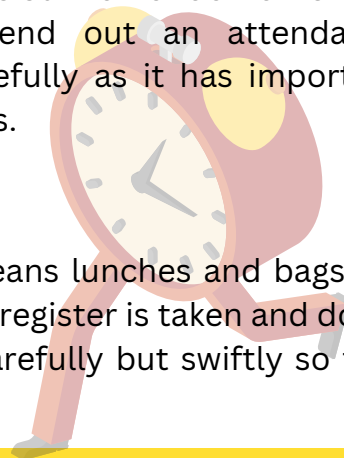 end out an attenda
efully as it has import
s.
eans lunches and bags
register is taken and do
arefully but swiftly so